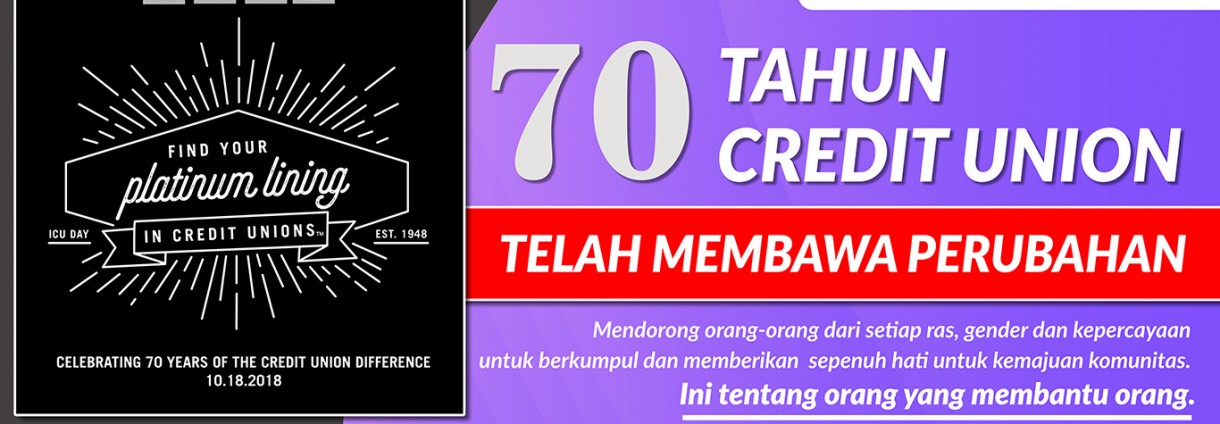 FIND YOUR
platinum lining
IN CREDIT UNIONS™
ICU DAY
EST. 1948
CELEBRATING 70 YEARS OF THE CREDIT UNION DIFFERENCE
10.18.2018
70 TAHUN
CREDIT UNION
TELAH MEMBAWA PERUBAHAN
Mendorong orang-orang dari setiap ras, gender dan kepercayaan
untuk berkumpul dan memberikan sepenuh hati untuk kemajuan komunitas.
Ini tentang orang yang membantu orang.